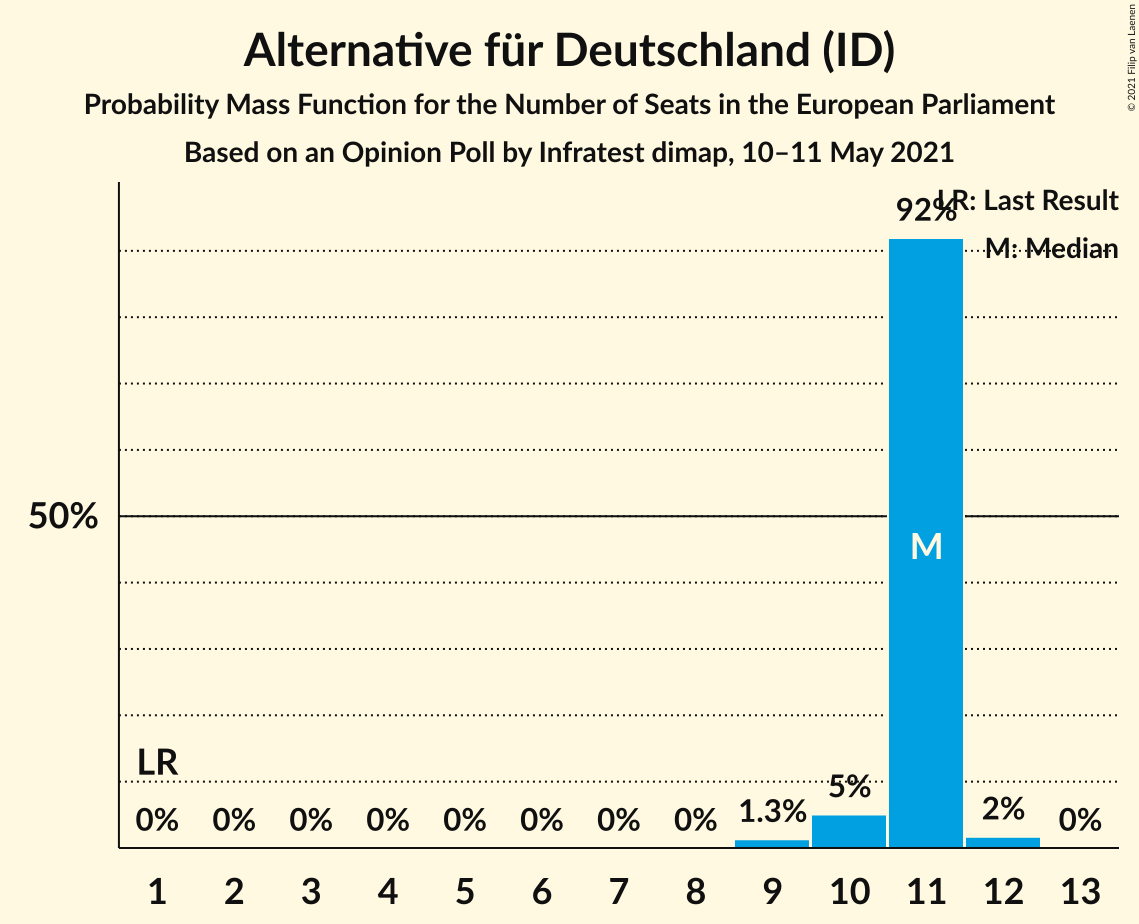 Alternative für Deutschland (ID)
Probability Mass Function for the Number of Seats in the European Parliament
Based on an Opinion Poll by Infratest dimap, 10–11 May 2021
© 2021 Filip van Laenen
LR: Last Result
M: Median
92%
50%
M
LR
0% 0% 0% 0% 0% 0% 0% 0% 1.3% 5% 2% 0%
1 2 3 4 5 6 7 8 9 10 11 12 13